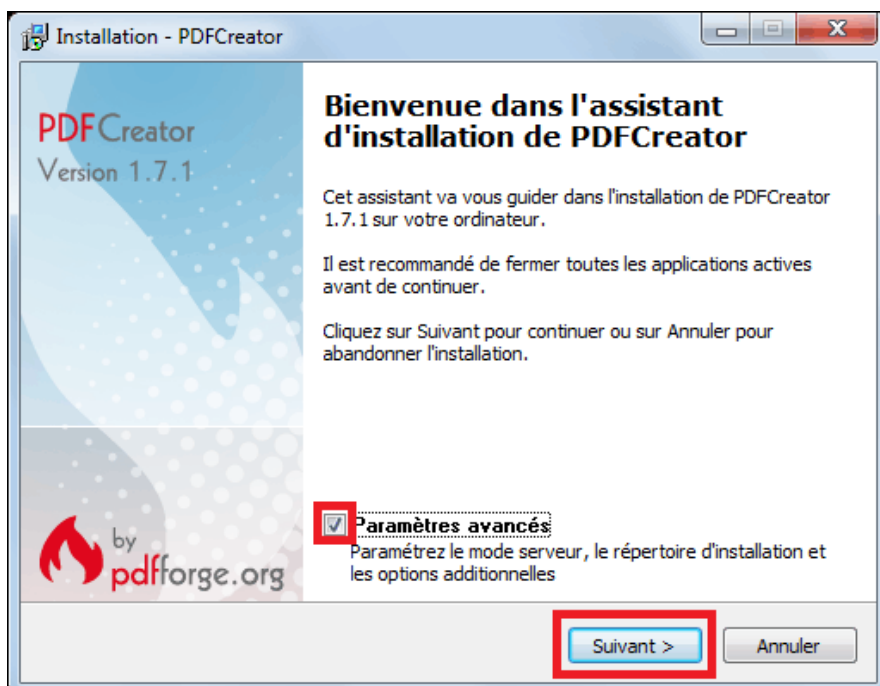 Installation - PDFCreator
PDFCreator
Version 1.7.1
Bienvenue dans l'assistant
d'installation de PDFCreator
Cet assistant va vous guider dans l'installation de PDFCreator
1.7.1 sur votre ordinateur.
Il est recommandé de fermer toutes les applications actives
avant de continuer.
Cliquez sur Suivant pour continuer ou sur Annuler pour
abandonner l'installation.
Paramètres avancés
Paramétrez le mode serveur, le répertoire d'installation et
les options additionnelles
by
pdfforge.org
Suivant >
Annuler